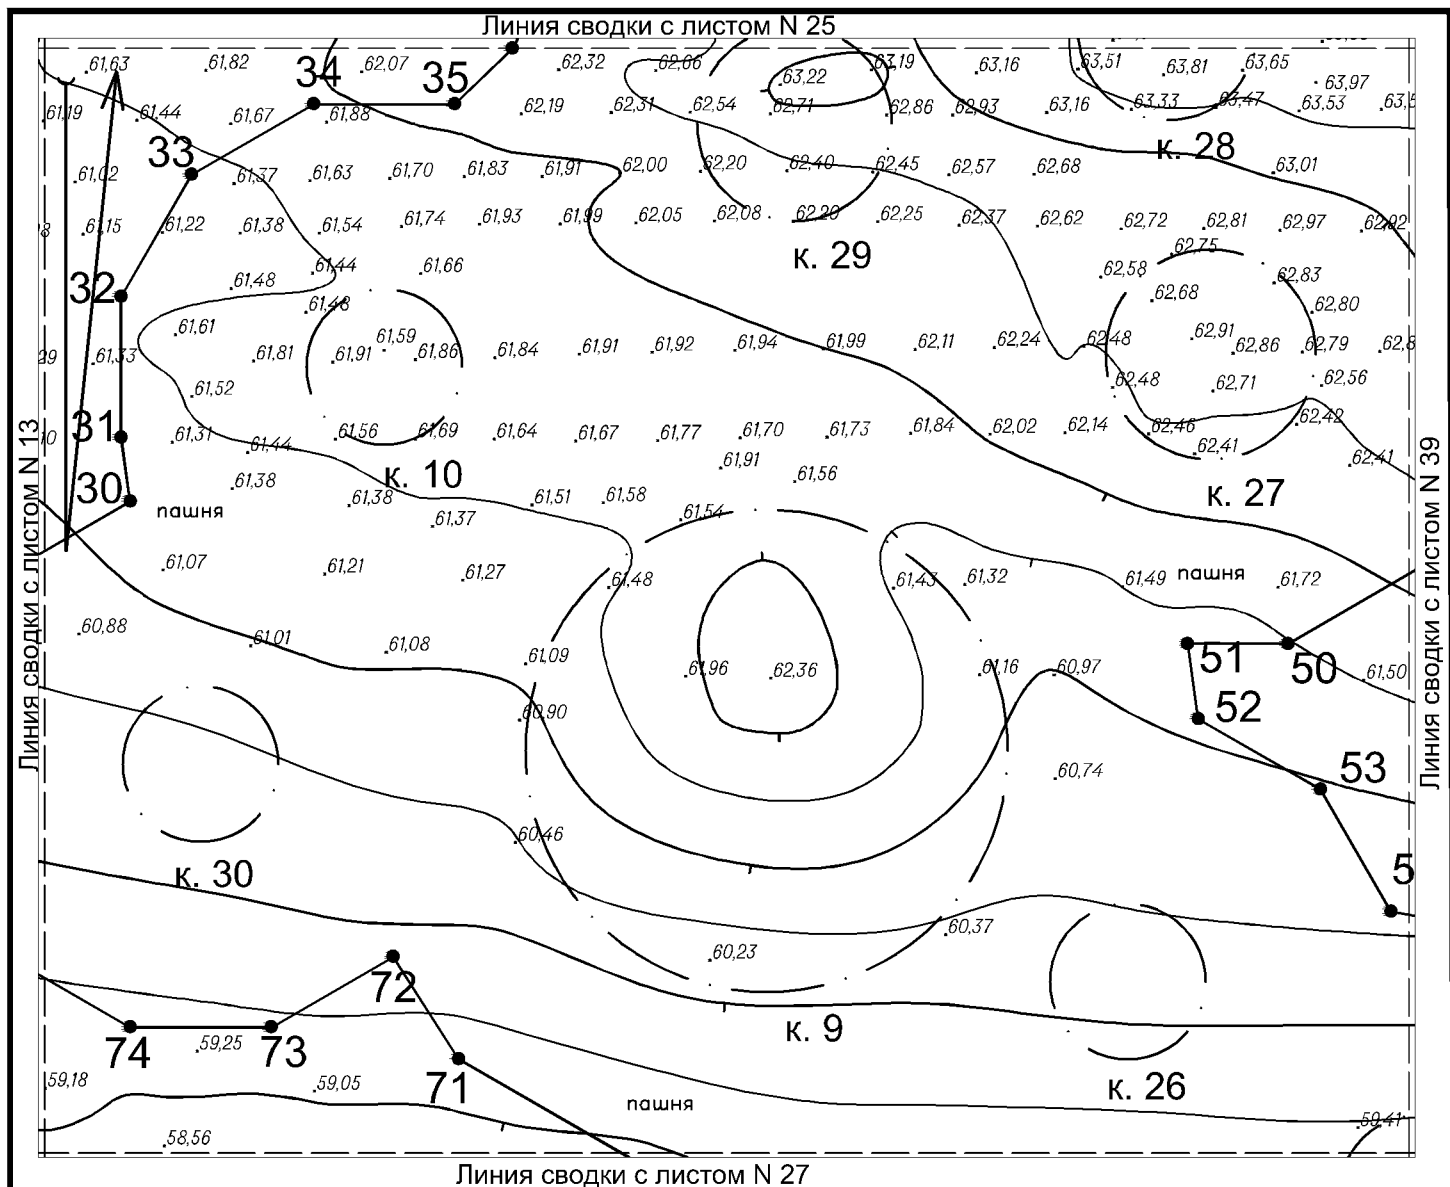 Линия сводки с листом N 25
61,63 61,82 62,07 35 62,32 62,66 63,22 63,19 63,16 63,51 63,81 63,65 63,97
34
61,19 61,44 61,67 61,88 62,19 62,31 62,54 62,71 62,86 62,93 63,16 63,33 63,47 63,53
33 к. 28
61,02 61,37 61,63 61,70 61,83 61,91 62,00 62,20 62,40 62,45 62,57 62,68 63,01
61,15 61,22 61,38 61,54 61,74 61,93 61,99 62,05 62,08 62,20 62,25 62,37 62,62 62,72 62,81 62,97 62,92
к. 29 62,75
61,44 61,66 62,58 62,83
32 61,48 62,68 62,80
61,48
61,61 61,59 62,91
29 61,33 61,81 61,91 61,86 61,84 61,91 61,92 61,94 61,99 62,11 62,24 62,48 62,86 62,79 62,8
61,52 62,48 62,71 62,56
31 61,31 61,44 61,56 61,69 61,64 61,67 61,77 61,70 61,73 61,84 62,02 62,14 62,46 62,41 62,42
к. 10 61,91 61,56 62,41
30 61,38 61,38 61,51 61,58 к. 27
пашня 61,37 61,54
61,07 61,21 61,27 61,48 61,43 61,32 61,49 пашня 61,72
60,88 61,01 61,08 61,09 61,96 62,36 61,16 60,97 51 50 61,50
60,90 52
60,74 53
60,46
к. 30 5
60,23 60,37
72
к. 9
74 59,25 73
59,18 59,05 71 пашня к. 26
58,56 59,41
Линия сводки с листом N 13
Линия сводки с листом N 39
Линия сводки с листом N 27